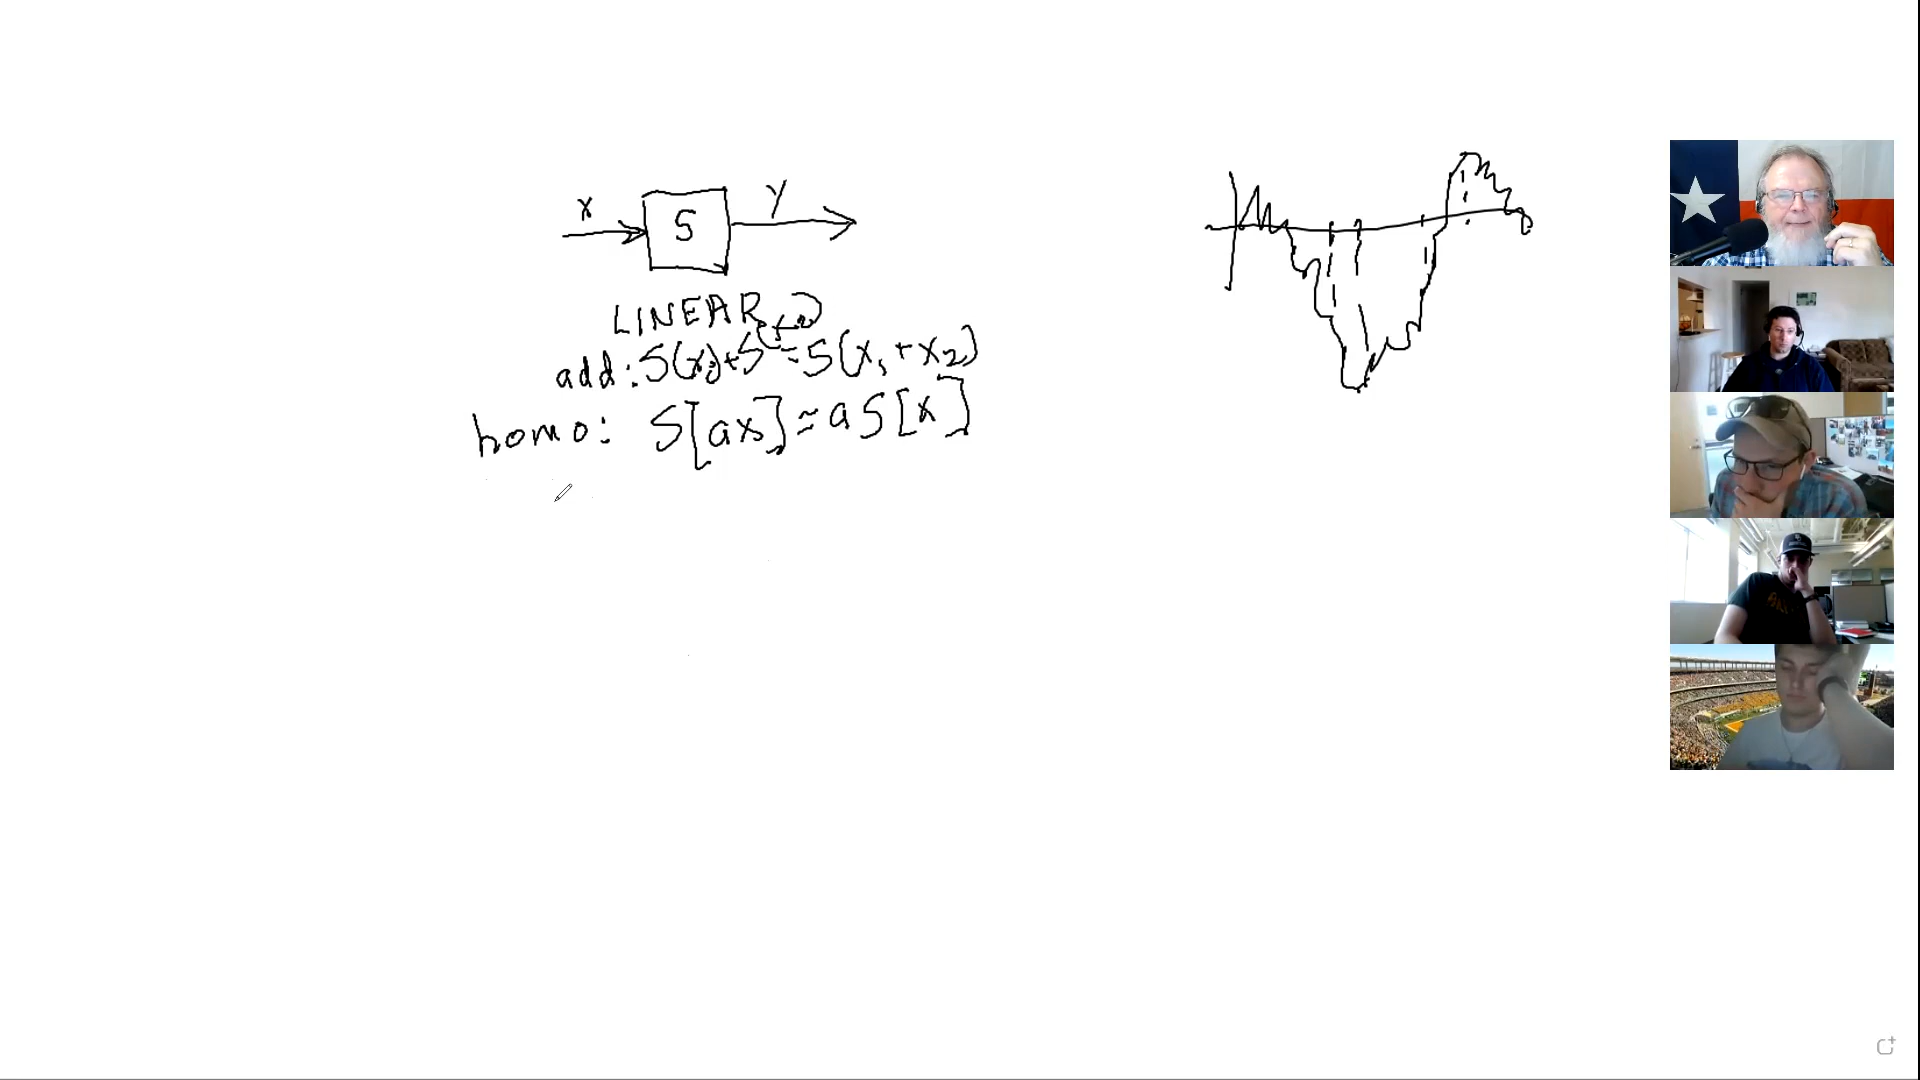 x
S
y
LINEAR
add: S(x₁)+S(x₂)=S(x₁+x₂)
homo: S[ax]=aS[x]